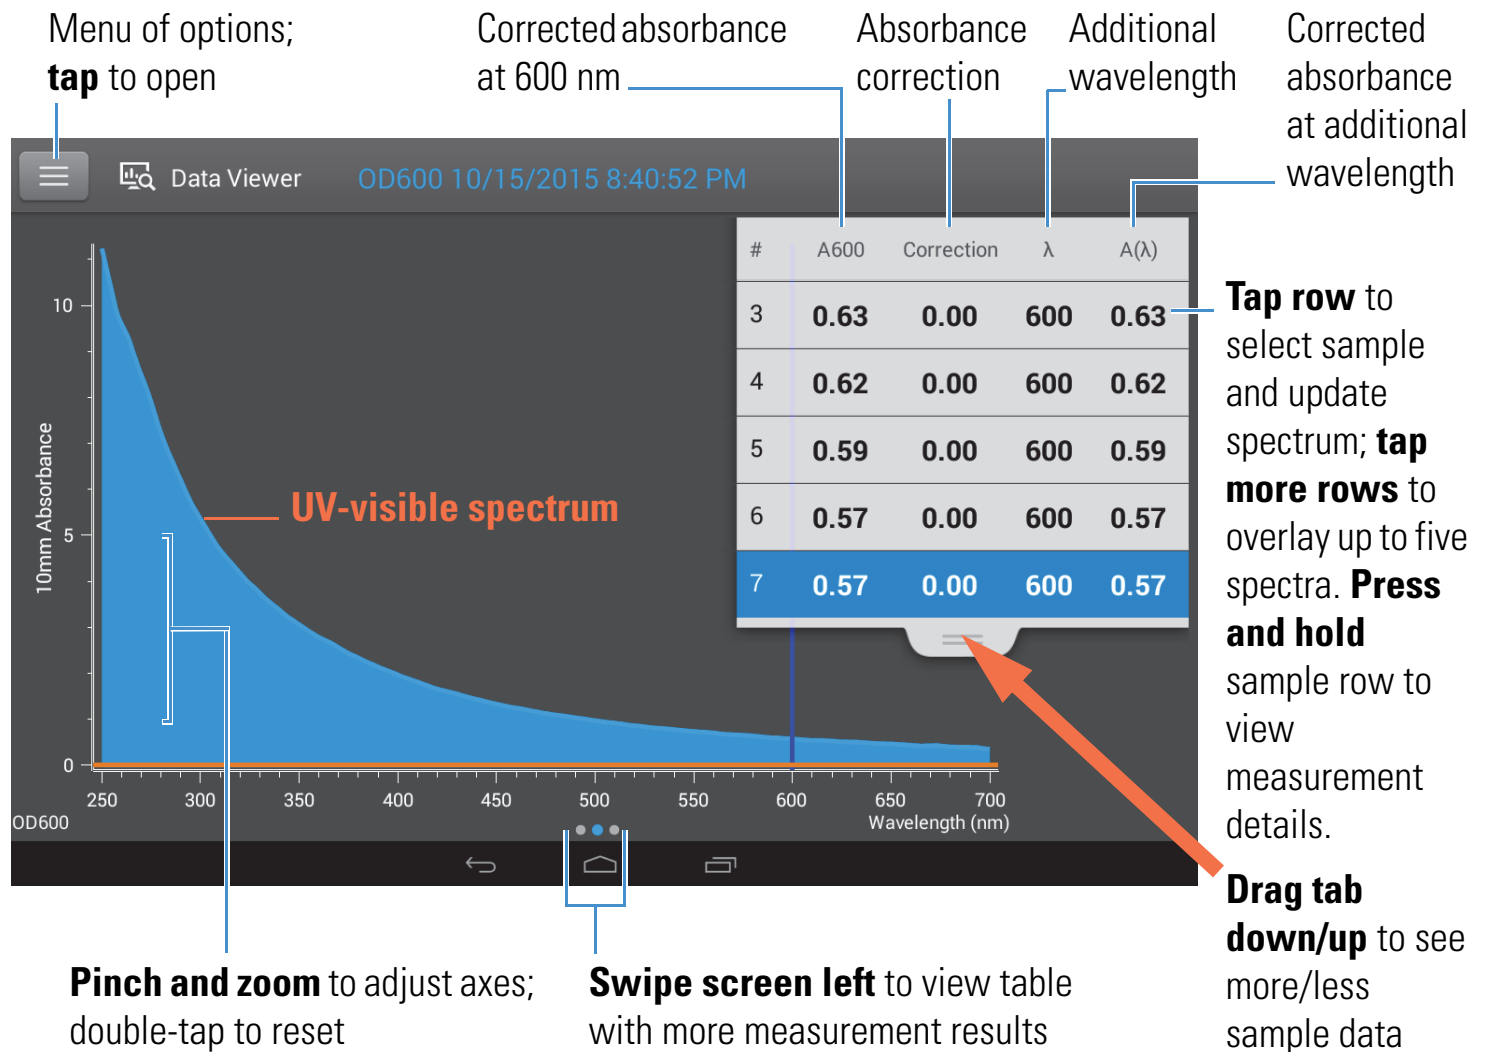 Menu of options;
tap to open
Corrected absorbance
at 600 nm
Absorbance
correction
Additional
wavelength
Corrected
absorbance
at additional
wavelength
Data Viewer
OD600 10/15/2015 8:40:52 PM
# A600 Correction λ A(λ)
3 0.63 0.00 600 0.63
4 0.62 0.00 600 0.62
5 0.59 0.00 600 0.59
6 0.57 0.00 600 0.57
7 0.57 0.00 600 0.57
10
5
0
10mm Absorbance
UV-visible spectrum
250 300 350 400 450 500 550 600 650 700
OD600
Wavelength (nm)
Tap row to
select sample
and update
spectrum; tap
more rows to
overlay up to five
spectra. Press
and hold
sample row to
view
measurement
details.
Drag tab
down/up to see
more/less
sample data
Pinch and zoom to adjust axes;
double-tap to reset
Swipe screen left to view table
with more measurement results